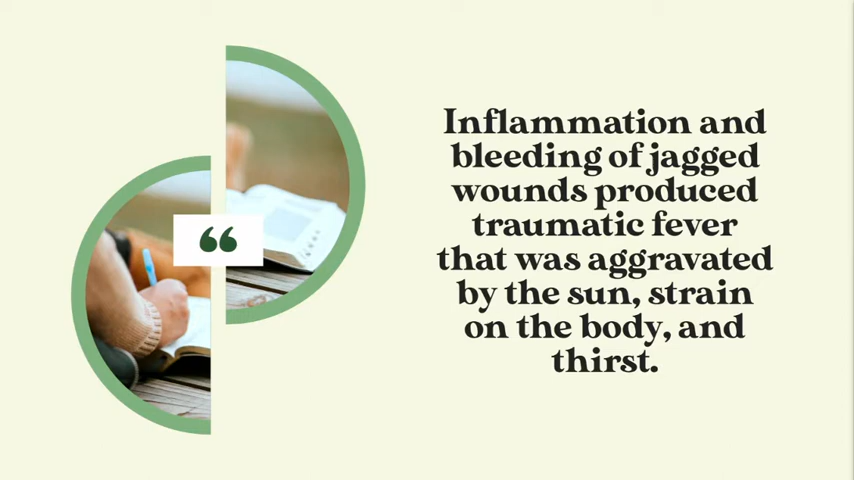 “
Inflammation and
bleeding of jagged
wounds produced
traumatic fever
that was aggravated
by the sun, strain
on the body, and
thirst.